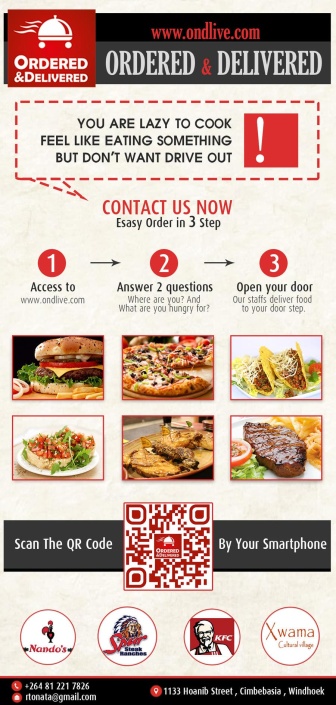 www.ondlive.com
ORDERED
&DELIVERED
ORDERED & DELIVERED
YOU ARE LAZY TO COOK
FEEL LIKE EATING SOMETHING
BUT DON'T WANT DRIVE OUT
!
CONTACT US NOW
Esasy Order in 3 Step
1
Access to
www.ondlive.com
2
Answer 2 questions
Where are you? And
What are you hungry for?
3
Open your door
Our staffs deliver food
to your door step.
Scan The QR Code
ORDERED
&DELIVERED
By Your Smartphone
Nando's
Spur
Steak
Ranches
KFC
Xwama
Cultural village
+264 81 221 7826
rtonata@gmail.com
1133 Hoanib Street , Cimbebasia , Windhoek